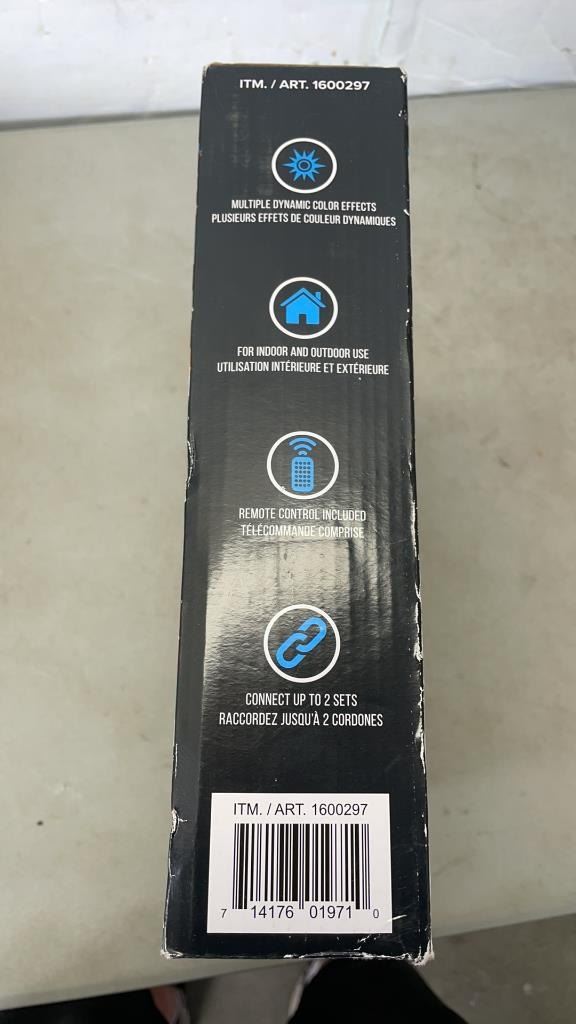 ITM. / ART. 1600297
MULTIPLE DYNAMIC COLOR EFFECTS
PLUSIEURS EFFETS DE COULEUR DYNAMIQUES
FOR INDOOR AND OUTDOOR USE
UTILISATION INTÉRIEURE ET EXTÉRIEURE
REMOTE CONTROL INCLUDED
TÉLÉCOMMANDE COMPRISE
CONNECT UP TO 2 SETS
RACCORDEZ JUSQU'À 2 CORDONES
ITM. / ART. 1600297
7 14176 01971 0